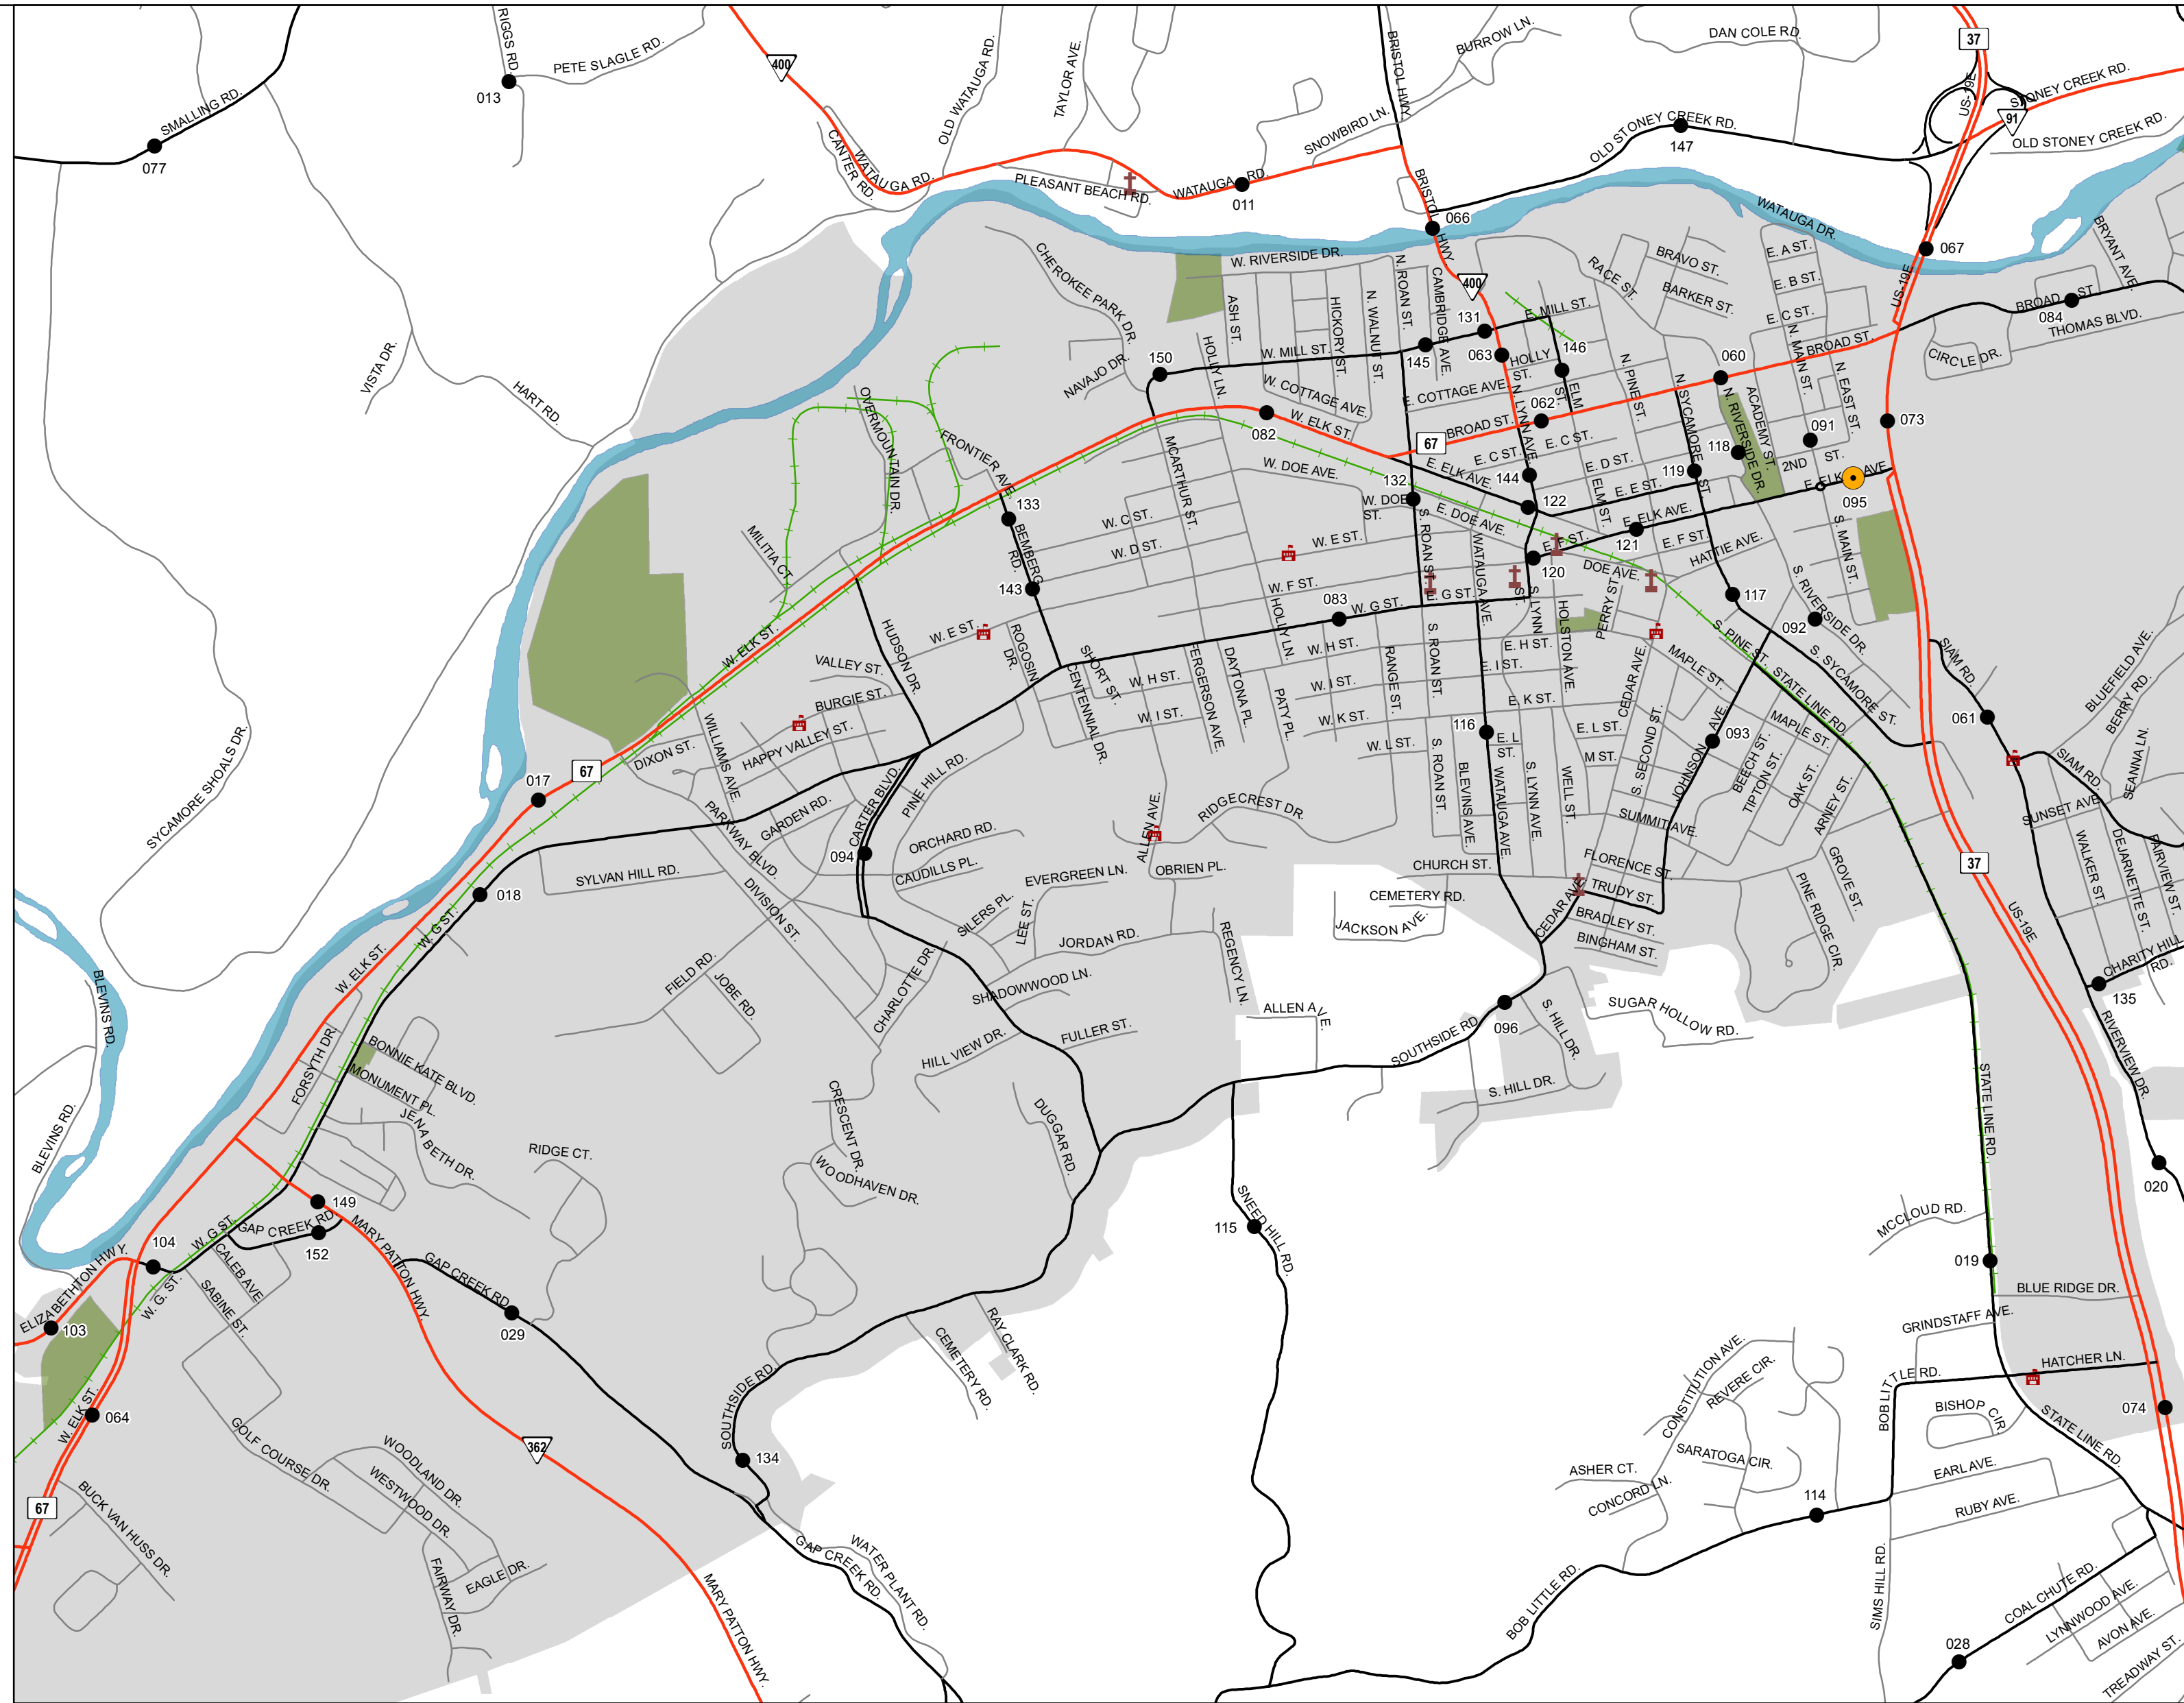 RIGGS RD.
PETE SLAGLE RD.
013
SMALLING RD.
077
400
OLD WATAUGA RD.
TAYLOR AVE.
CANTER RD.
WATAUGA RD.
PLEASANT BEACH RD.
WATAUGA RD.
011
SNOWBIRD LN.
BRISTOL HWY.
BURROW LN.
DAN COLE RD.
37
US-19E
STONEY CREEK RD.
91
OLD STONEY CREEK RD.
OLD STONEY CREEK RD.
147
BRISTOL HWY.
066
WATAUGA DR.
067
BRYANT AVE.
US-19E
BROAD ST.
084
THOMAS BLVD.
CIRCLE DR.
CHEROKEE PARK DR.
NAVAJO DR.
150
W. RIVERSIDE DR.
ASH ST.
HOLLY LN.
HICKORY ST.
N. WALNUT ST.
N. ROAN ST.
CAMBRIDGE AVE.
400
131
145
063
E. MILL ST.
W. MILL ST.
W. COTTAGE AVE.
E. COTTAGE AVE.
HOLLY ST.
146
ELM ST.
RACE ST.
BRAVO ST.
BARKER ST.
E. A ST.
E. B ST.
E. C ST.
N. MAIN ST.
BROAD ST.
N. EAST ST.
060
N. PINE ST.
N. SYCAMORE ST.
N. RIVERSIDE DR.
ACADEMY ST.
091
073
118
119
2ND ST.
E. ELK AVE.
095
062
BROAD ST.
67
N. LYNN AVE.
E. C ST.
E. C ST.
E. D ST.
E. E ST.
ELM ST.
144
122
E. ELK AVE.
E. ELK AVE.
082
W. ELK ST.
W. DOE AVE.
132
W. DOE ST.
E. DOE AVE.
S. ROAN ST.
WATAUGA AVE.
E. F ST.
121
E. F ST.
HATTIE AVE.
120
DOE AVE.
PERRY ST.
117
S. RIVERSIDE DR.
S. MAIN ST.
092
VISTA DR.
HART RD.
SYCAMORE SHOALS DR.
OVERMOUNTAIN DR.
FRONTIER AVE.
133
BEMBERG RD.
143
MILITIA CT.
MCARTHUR ST.
W. C ST.
W. D ST.
W. E ST.
W. F ST.
083
W. G ST.
E. G ST.
S. LYNN ST.
HOLSTON AVE.
W. E ST.
HUDSON DR.
VALLEY ST.
BURGIE ST.
HAPPY VALLEY ST.
W. ELK ST.
DIXON ST.
WILLIAMS AVE.
ROGOSIN DR.
SHORT ST.
CENTENNIAL DR.
W. H ST.
W. I ST.
FERGERSON AVE.
DAYTONA PL.
HOLLY LN.
PATY PL.
W. H ST.
W. I ST.
W. K ST.
W. L ST.
RANGE ST.
S. ROAN ST.
E. H ST.
E. I ST.
E. K ST.
116
E. L ST.
E. L ST.
M ST.
CEDAR AVE.
MAPLE ST.
S. PINE ST.
STATE LINE RD.
S. SYCAMORE ST.
SIAM RD.
061
BLUEFIELD AVE.
BERRY RD.
SIAM RD.
SEANNA LN.
SUNSET AVE.
WALKER ST.
DEJARNETTE ST.
FAIRVIEW ST.
093
MAPLE ST.
S. SECOND ST.
JOHNSON AVE.
BEECH ST.
TIPTON ST.
OAK ST.
ARNEY ST.
SUMMIT AVE.
S. ROAN ST.
BLEVINS AVE.
WATAUGA AVE.
S. LYNN AVE.
WELL ST.
017
67
018
SYLVAN HILL RD.
PARKWAY BLVD.
GARDEN RD.
CARTER BLVD.
PINE HILL RD.
094
ORCHARD RD.
CAUDILLS PL.
DIVISION ST.
ALLEN AVE.
RIDGECREST DR.
OBRIEN PL.
EVERGREEN LN.
SILERS PL.
LEE ST.
JORDAN RD.
REGENCY LN.
SHADOWWOOD LN.
CHARLOTTE DR.
HILL VIEW DR.
FULLER ST.
DUGGAR RD.
CHURCH ST.
CEMETERY RD.
JACKSON AVE.
FLORENCE ST.
TRUDY ST.
CEDAR AVE.
BRADLEY ST.
BINGHAM ST.
GROVE ST.
PINE RIDGE CIR.
37
US-19E
CHARITY HILL RD.
135
RIVERVIEW DR.
020
ALLEN AVE.
SOUTHSIDE RD.
096
S. HILL DR.
SUGAR HOLLOW RD.
S. HILL DR.
BLEVINS RD.
BLEVINS RD.
W. ELK ST.
W. G ST.
FIELD RD.
JOBE RD.
FORSYTH DR.
BONNIE KATE BLVD.
MONUMENT PL.
JENA BETH DR.
RIDGE CT.
CRESCENT DR.
WOODHAVEN DR.
149
GAP CREEK RD.
152
104
W. G ST.
ELIZABETHTON HWY.
103
W. G. ST.
CALEB AVE
SABINE ST.
MARY PATTON HWY.
GAP CREEK RD.
029
W. ELK ST.
064
67
BUCK VAN HUSS DR.
GOLF COURSE DR.
WOODLAND DR.
WESTWOOD DR.
FAIRWAY DR.
EAGLE DR.
362
MARY PATTON HWY.
SOUTHSIDE RD.
134
GAP CREEK RD.
WATER PLANT RD.
CEMETERY RD.
RAY CLARK RD.
115
SNEED HILL RD.
STATE LINE RD.
MCCLOUD RD.
019
BLUE RIDGE DR.
GRINDSTAFF AVE.
HATCHER LN.
BOB LITTLE RD.
BISHOP CIR.
STATE LINE RD.
074
CONSTITUTION AVE.
REVERE CIR.
SARATOGA CIR.
ASHER CT.
CONCORD LN.
114
EARL AVE.
RUBY AVE.
BOB LITTLE RD.
SIMS HILL RD.
COAL CHUTE RD.
LYNNWOOD AVE.
AVON AVE.
TREADWAY ST.
028